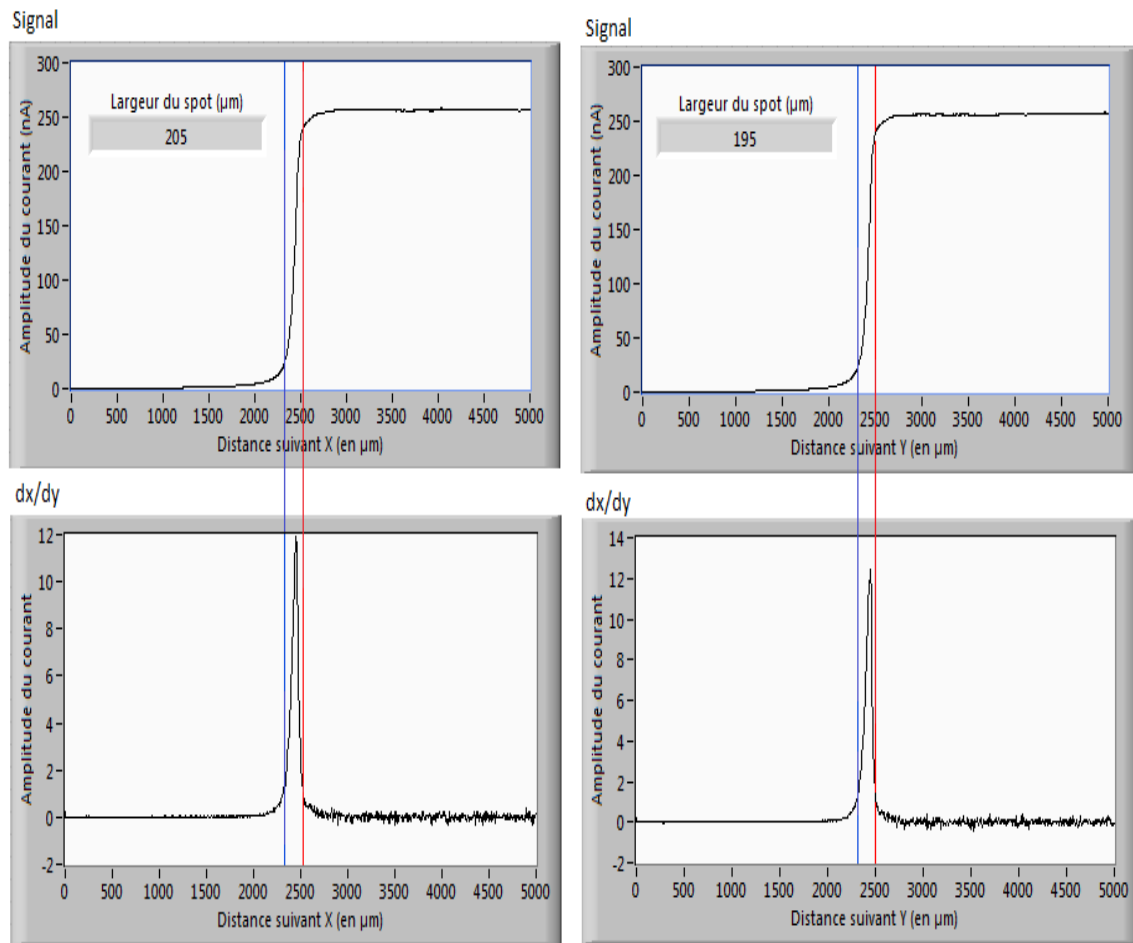 Signal
Amplitude du courant (nA)
300
250
200
150
100
50
0
Largeur du spot (µm)
205
0 500 1000 1500 2000 2500 3000 3500 4000 4500 5000
Distance suivant X (en µm)
Signal
Amplitude du courant (nA)
300
250
200
150
100
50
0
Largeur du spot (µm)
195
0 500 1000 1500 2000 2500 3000 3500 4000 4500 5000
Distance suivant Y (en µm)
dx/dy
Amplitude du courant
12
10
8
6
4
2
0
-2
0 500 1000 1500 2000 2500 3000 3500 4000 4500 5000
Distance suivant X (en µm)
dx/dy
Amplitude du courant
14
12
10
8
6
4
2
0
-2
0 500 1000 1500 2000 2500 3000 3500 4000 4500 5000
Distance suivant Y (en µm)